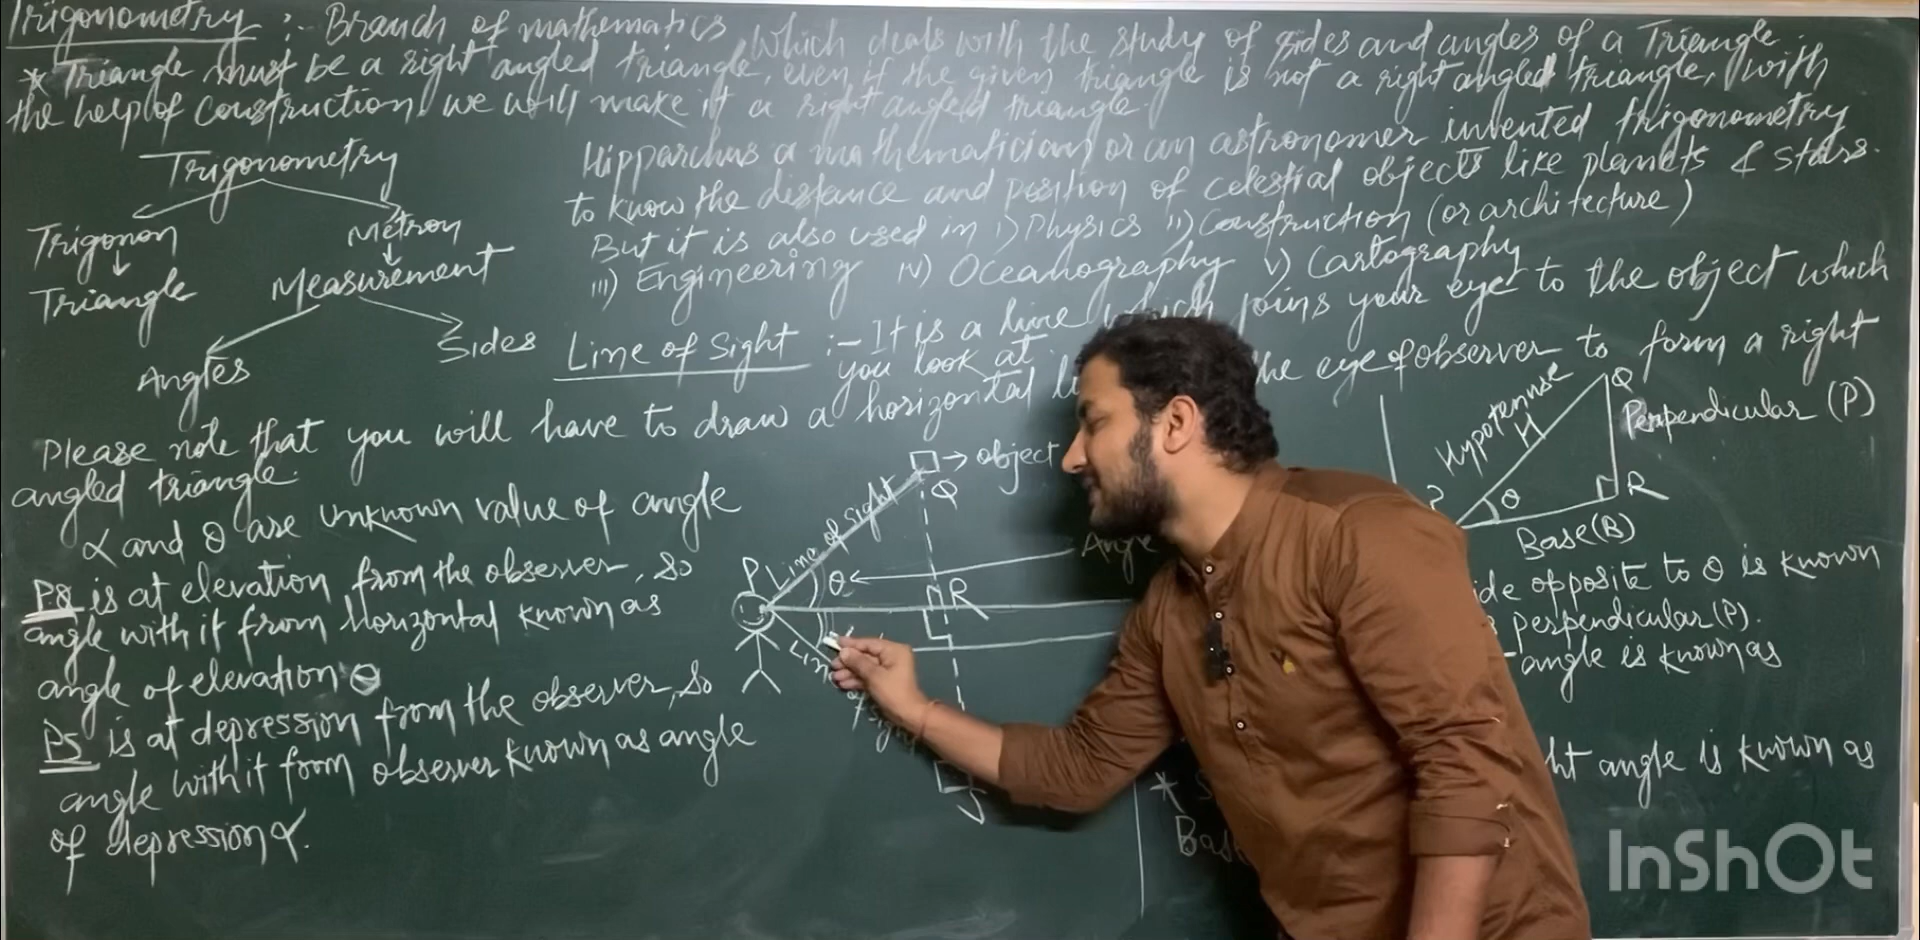 Trigonometry :- Branch of mathematics which deals with the study of sides and angles of a Triangle.
* Triangle must be a right angled triangle, even if the given triangle is not a right angled triangle, with
the help of construction we will make it a right angled triangle.
Trigonometry
Trigonon
Metron
Triangle
Measurement
Angles
Sides
Hipparchus a mathematician or an astronomer invented trigonometry
to know the distance and position of celestial objects like planets & stars.
But it is also used in i) Physics ii) Construction (or architecture)
iii) Engineering iv) Oceanography v) Cartography
Line of Sight :- It is a line which joins your eye to the object which
you look at
Please note that you will have to draw a horizontal the eye of observer to form a right
angled triangle.
α and θ are unknown value of angle
PQ is at elevation from the observer, so
angle with it from Horizontal known as
angle of elevation θ
PS is at depression from the observer, so
angle with it from observer known as angle
of depression α.
object
Q
Line of sight
P
θ
R
Angle
Line of sight
S
Hypotenuse
H
Q
Perpendicular (P)
P
θ
R
Base (B)
ide opposite to θ is known
perpendicular (P).
angle is known as
ht angle is known as
* S
Bas
InShOt